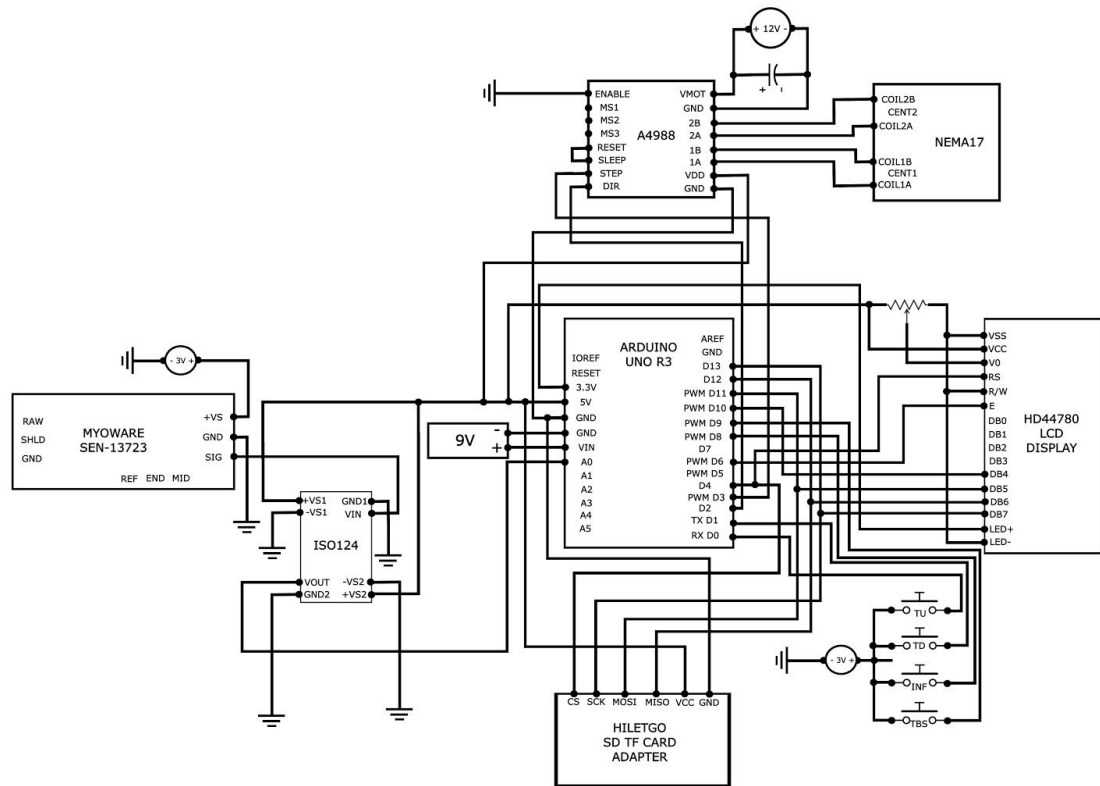 + 12V -
+ -
ENABLE
MS1
MS2
MS3
RESET
SLEEP
STEP
DIR
A4988
VMOT
GND
2B
2A
1B
1A
VDD
GND
COIL2B
CENT2
COIL2A
COIL1B
CENT1
COIL1A
NEMA17
- 3V +
RAW
SHLD
GND
MYOWARE
SEN-13723
+VS
GND
SIG
REF END MID
+VS1
-VS1
GND1
VIN
ISO124
VOUT
GND2
-VS2
+VS2
9V
-
+
ARDUINO
UNO R3
IOREF
RESET
3.3V
5V
GND
GND
VIN
A0
A1
A2
A3
A4
A5
AREF
GND
D13
D12
PWM D11
PWM D10
PWM D9
PWM D8
D7
PWM D6
PWM D5
D4
PWM D3
D2
TX D1
RX D0
VSS
VCC
V0
RS
R/W
E
DB0
DB1
DB2
DB3
DB4
DB5
DB6
DB7
LED+
LED-
HD44780
LCD
DISPLAY
TU
TD
INF
TBS
- 3V +
CS SCK MOSI MISO VCC GND
HILETGO
SD TF CARD
ADAPTER